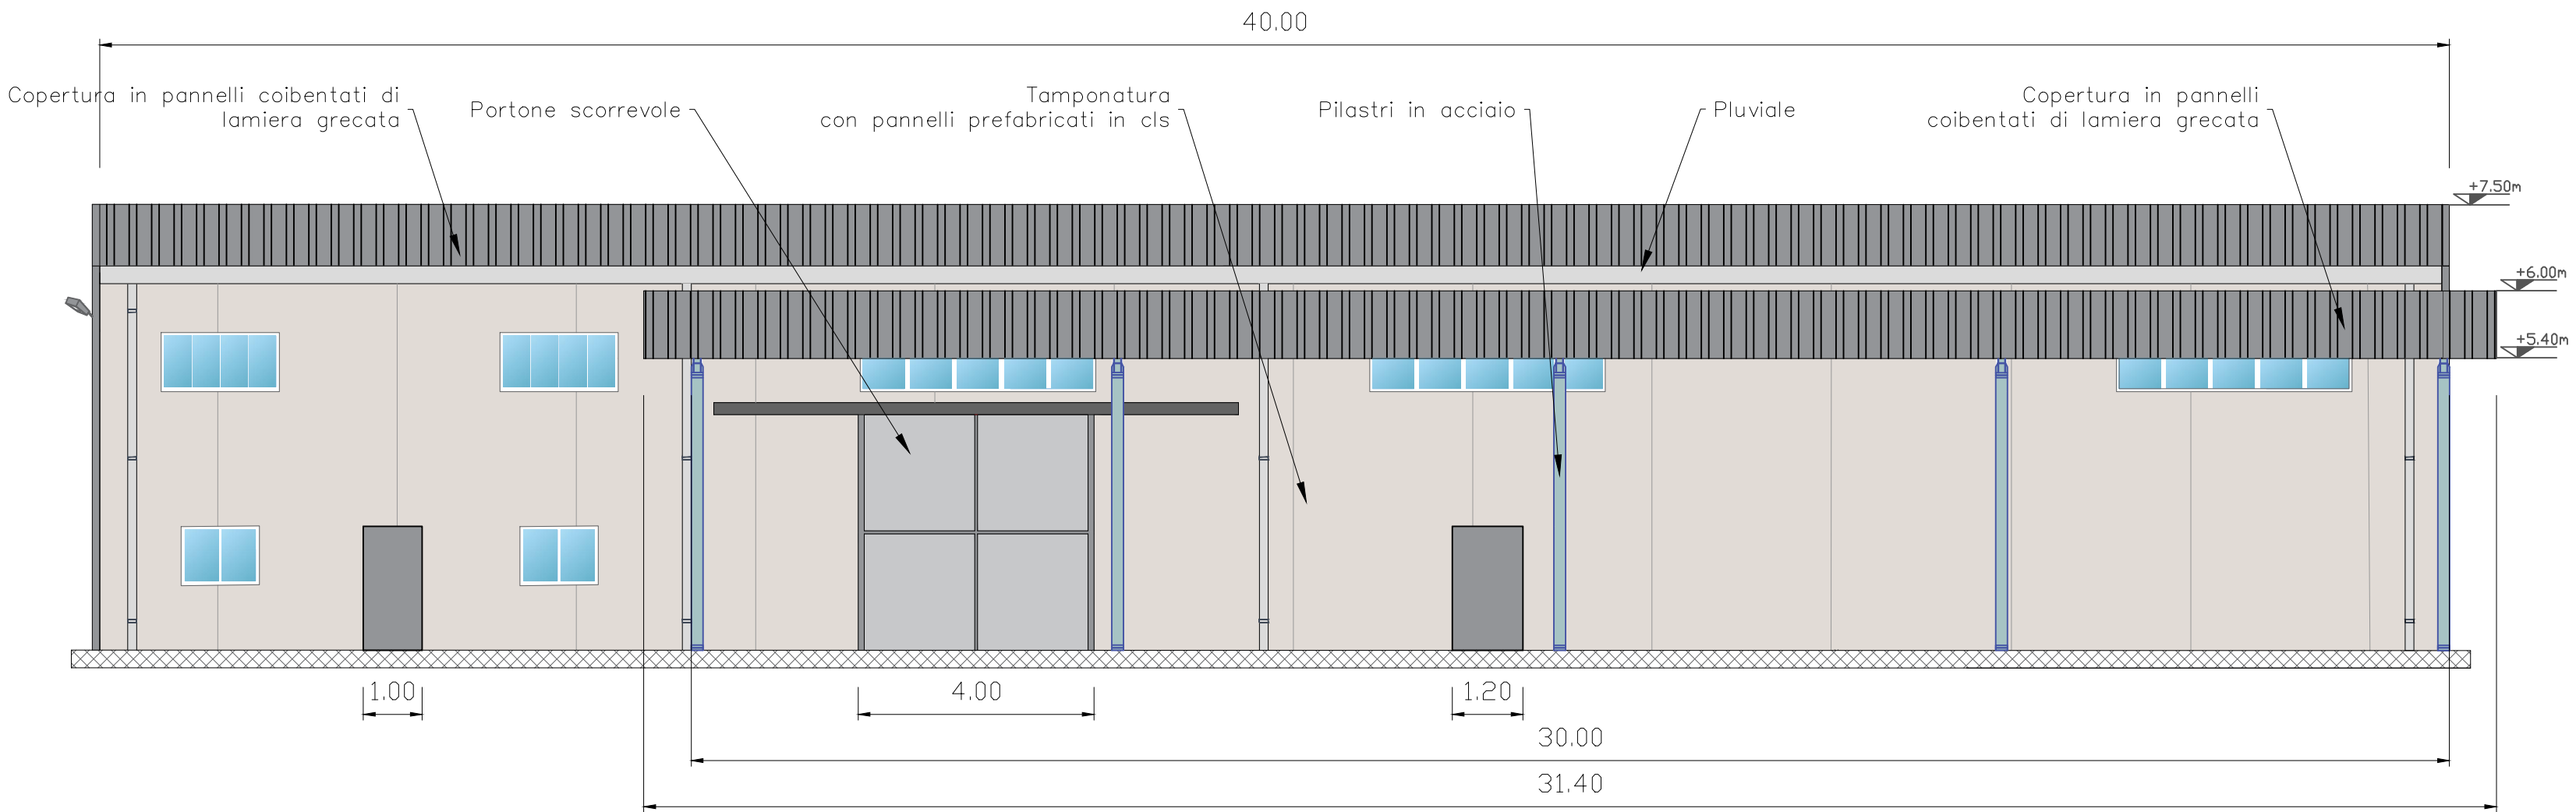 40.00
Copertura in pannelli coibentati di
lamiera grecata
Portone scorrevole
Tamponatura
con pannelli prefabricati in cls
Pilastri in acciaio
Pluviale
Copertura in pannelli
coibentati di lamiera grecata
+7.50m
+6.00m
+5.40m
1.00
4.00
1.20
30.00
31.40